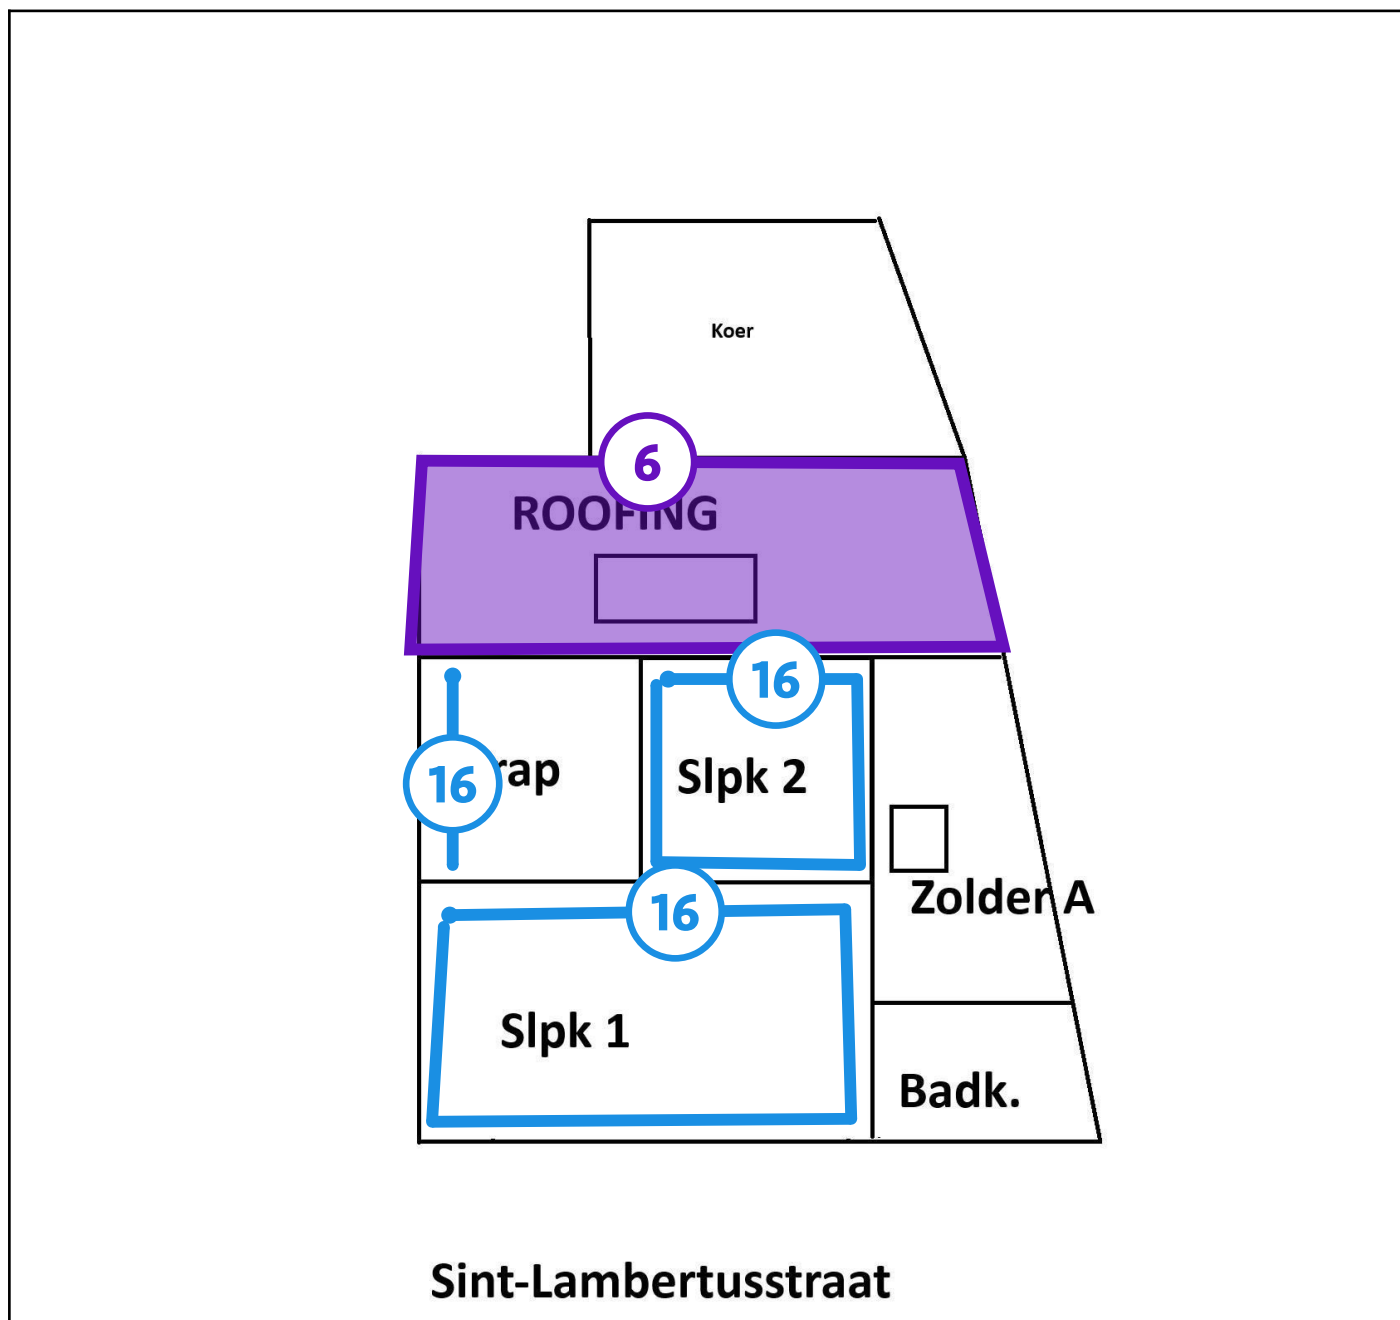 Koer
6
ROOFING
16
16
rap
Slpk 2
Zolder A
16
Slpk 1
Badk.
Sint-Lambertusstraat